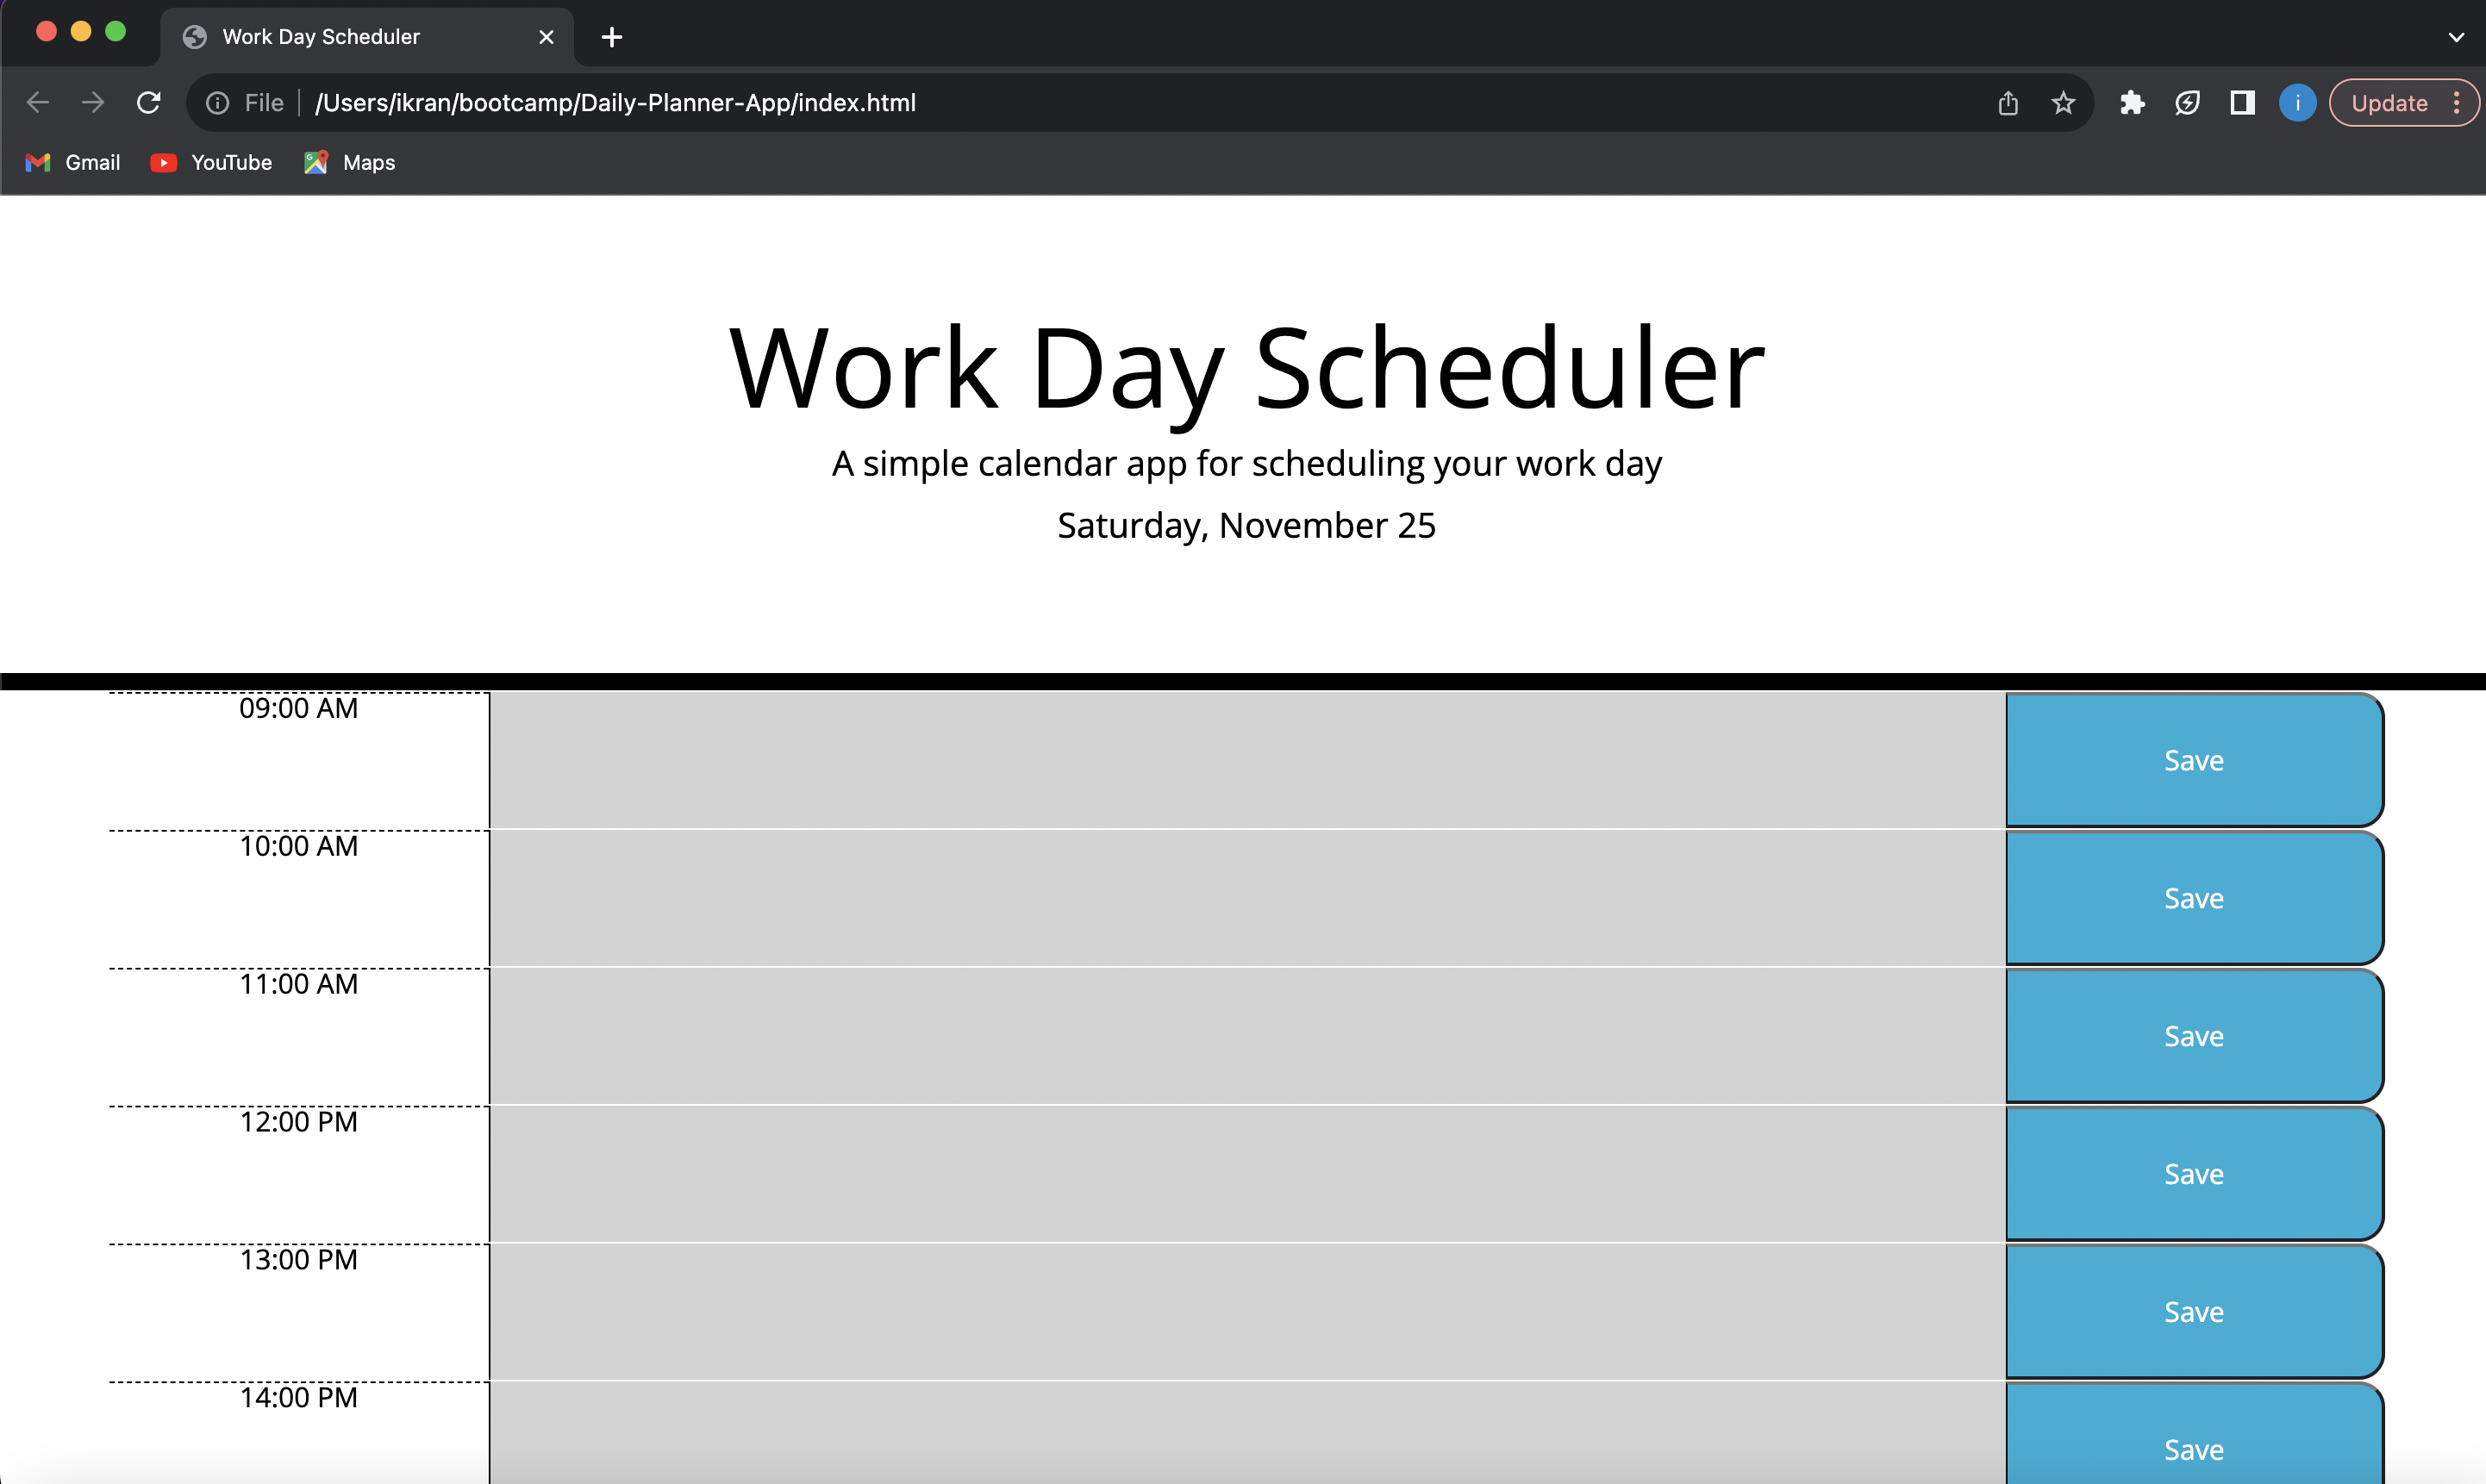 Work Day Scheduler
File /Users/ikran/bootcamp/Daily-Planner-App/index.html
i
Update
Gmail YouTube Maps
Work Day Scheduler
A simple calendar app for scheduling your work day
Saturday, November 25
09:00 AM
Save
10:00 AM
Save
11:00 AM
Save
12:00 PM
Save
13:00 PM
Save
14:00 PM
Save